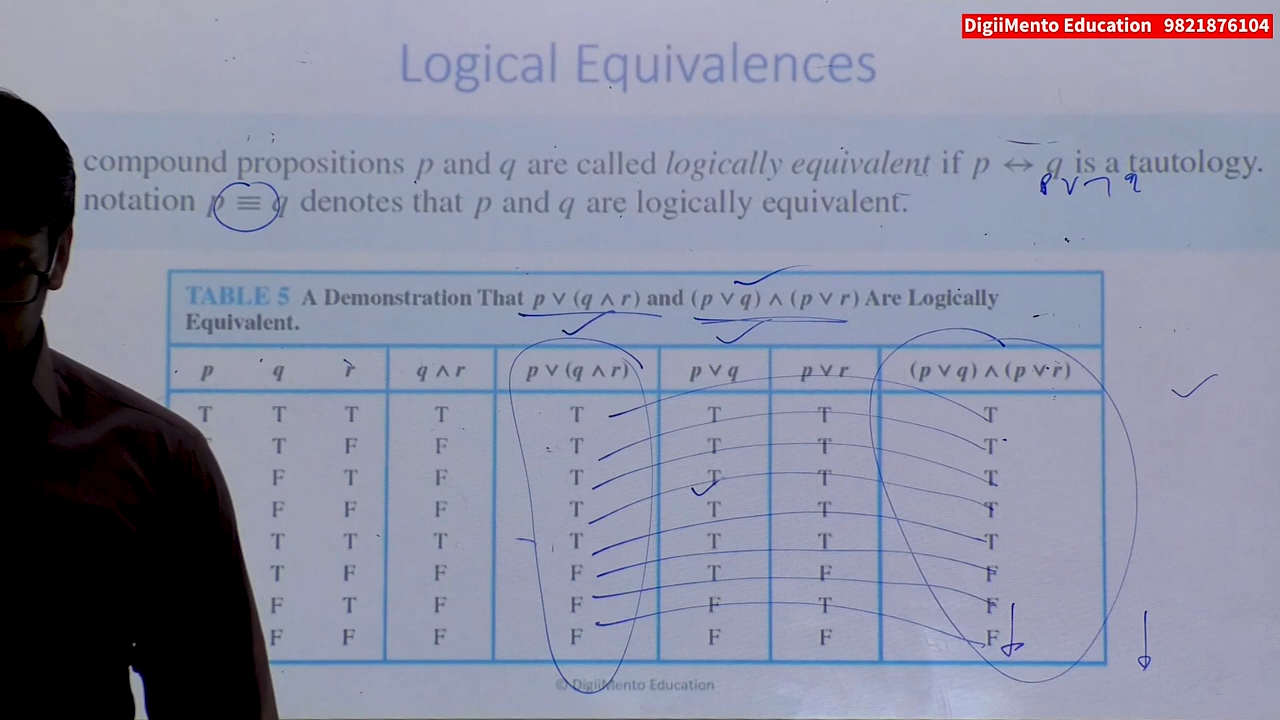 DigiiMento Education 9821876104
Logical Equivalences
compound propositions p and q are called logically equivalent if p ↔ q is a tautology.
p ∨ ¬ q
notation p ≡ q denotes that p and q are logically equivalent.
TABLE 5 A Demonstration That p ∨ (q ∧ r) and (p ∨ q) ∧ (p ∨ r) Are Logically
Equivalent.
p q r q ∧ r p ∨ (q ∧ r) p ∨ q p ∨ r (p ∨ q) ∧ (p ∨ r)
T T T T T T T T
T F F T T T T
F T F T T T T
F F F T T T T
T T T T T T T
T F F F T F F
F T F F F T F
F F F F F F F
© DigiiMento Education